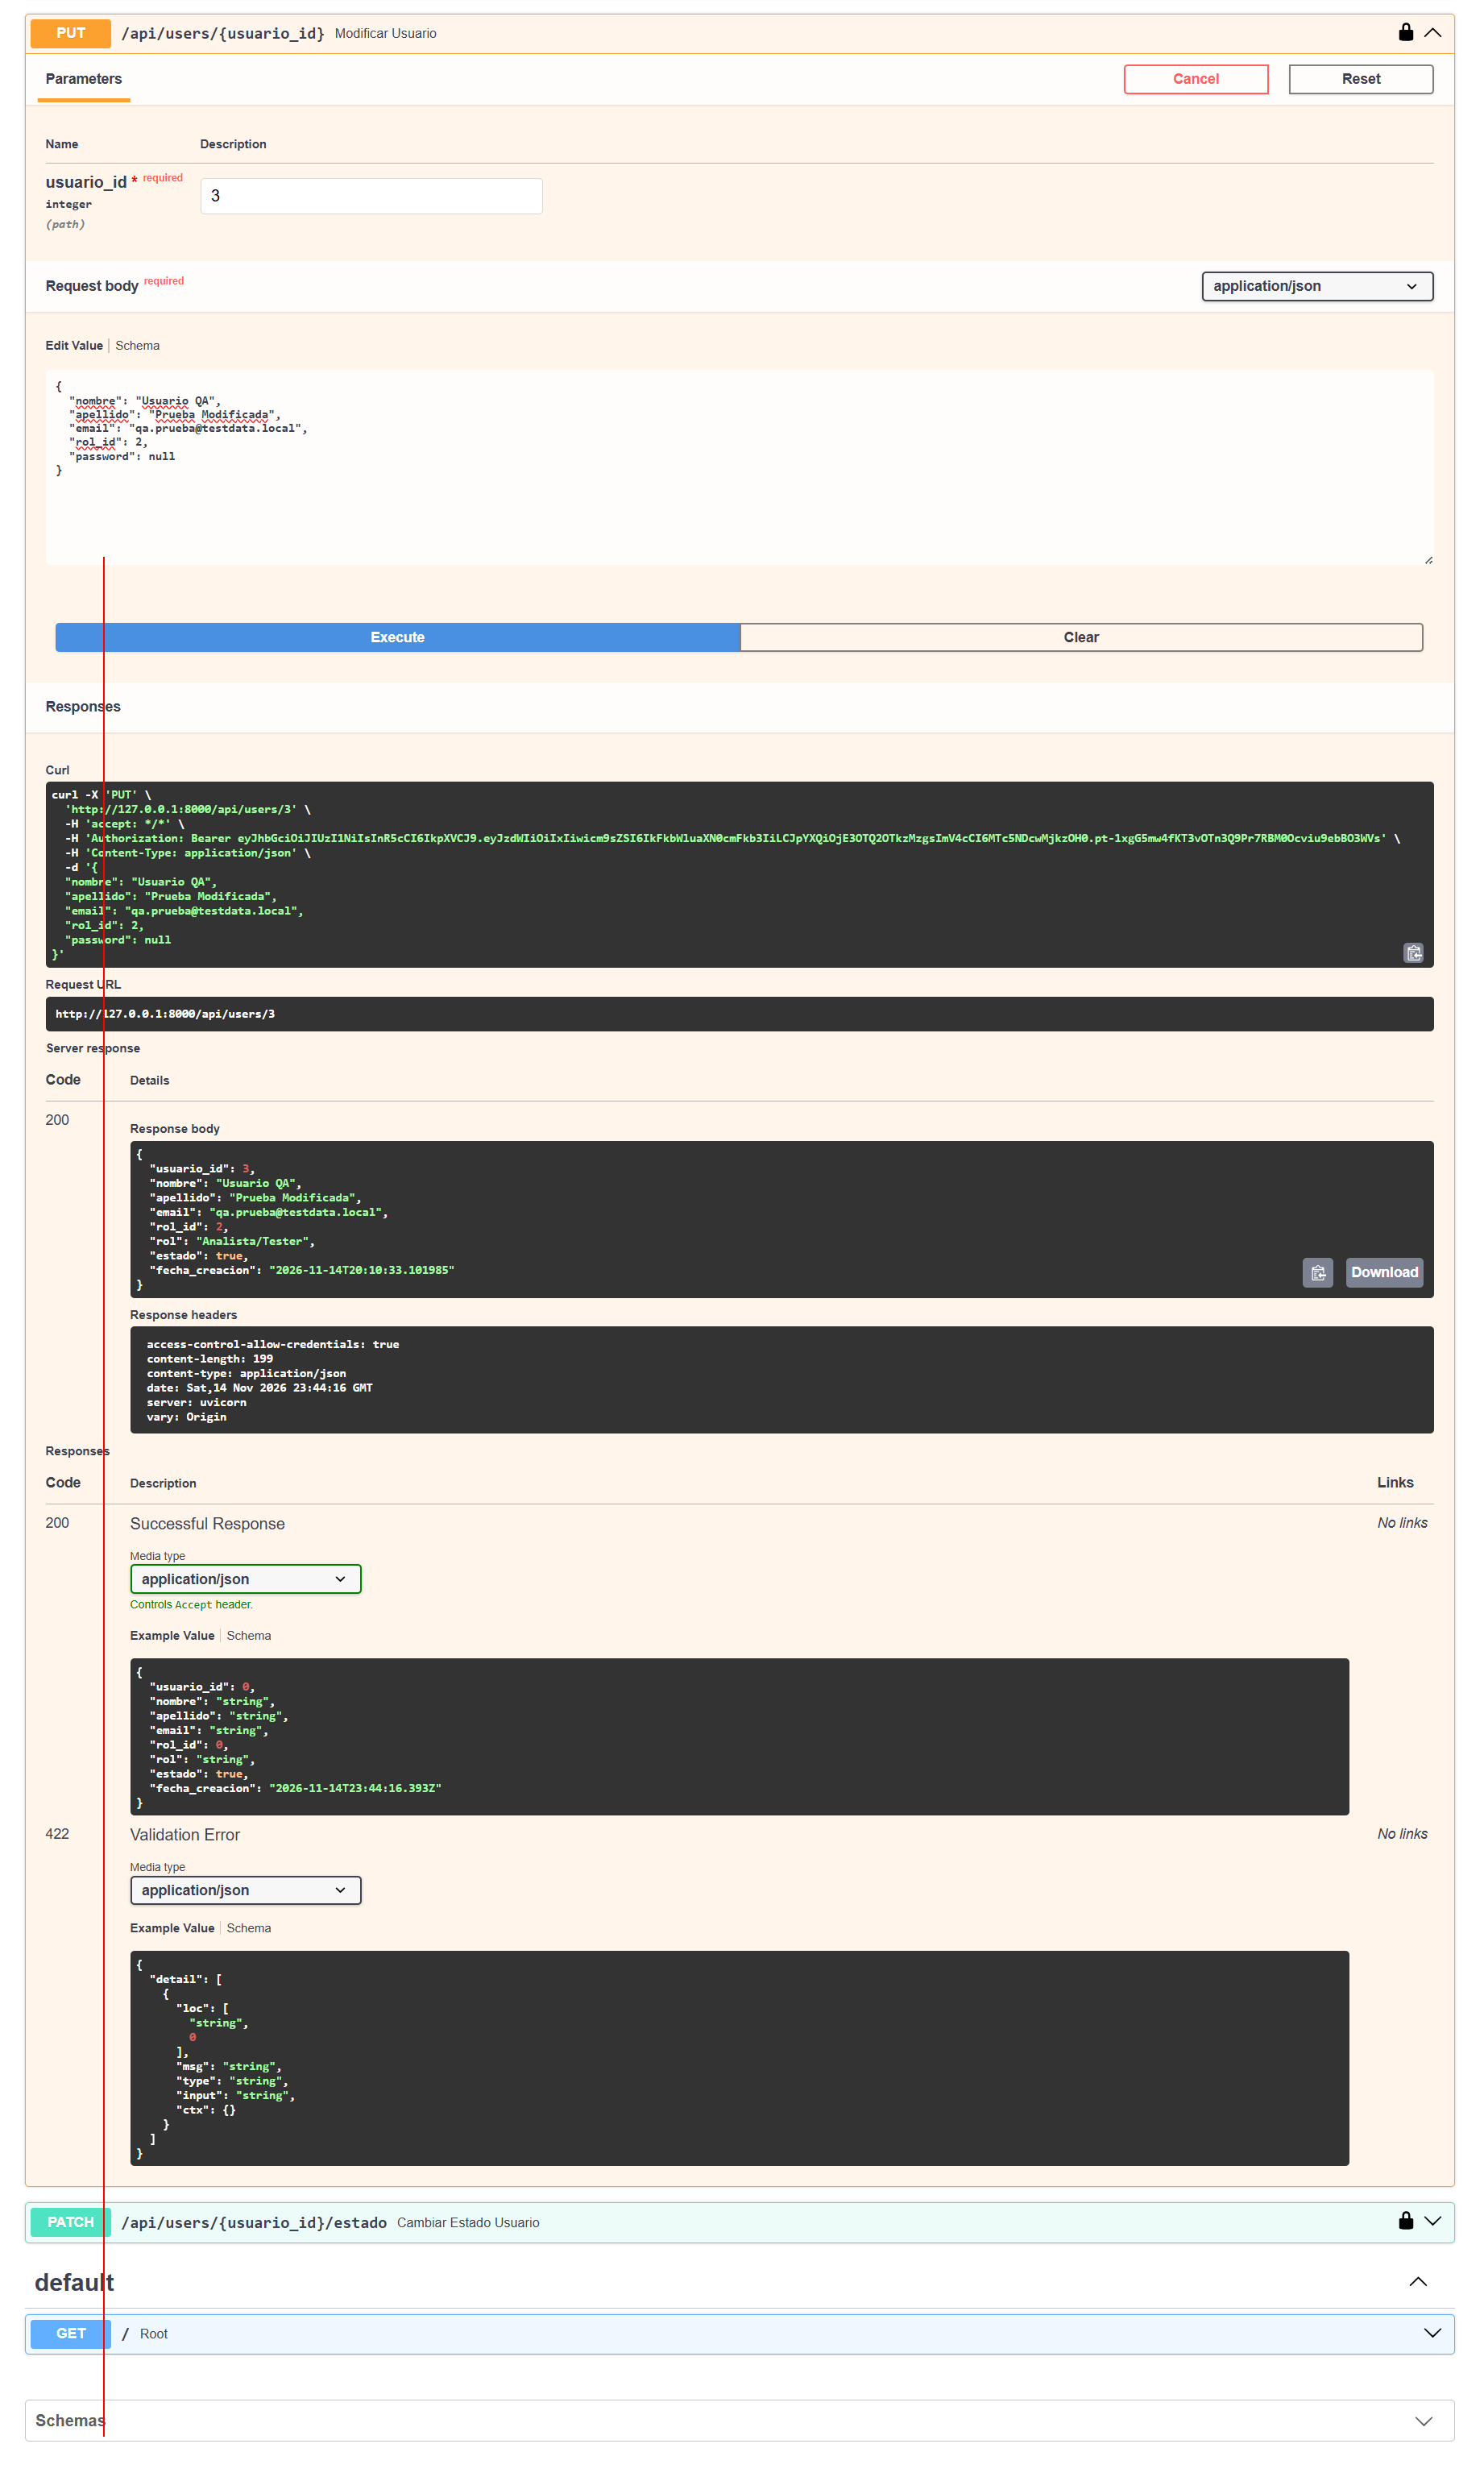 PUT /api/users/{usuario_id} Modificar Usuario
Parameters
Cancel Reset
Name Description
usuario_id * required
integer
(path)
3
Request body required
application/json
Edit Value | Schema
{
  "nombre": "Usuario QA",
  "apellido": "Prueba Modificada",
  "email": "qa.prueba@testdata.local",
  "rol_id": 2,
  "password": null
}
Execute Clear
Responses
Curl
curl -X 'PUT' \
  'http://127.0.0.1:8000/api/users/3' \
  -H 'accept: */*' \
  -H 'Authorization: Bearer eyJhbGciOiJIUzI1NiIsInR5cCI6IkpXVCJ9.eyJzdWIiOiIxIiwicm9sZSI6IkFkbWluaXN0cmFkb3IiLCJpYXQiOjE3OTQ2OTkzMzgsImV4cCI6MTc5NDcwMjkzOH0.pt-1xgG5mw4fKT3vOTn3Q9Pr7RBM0Ocviu9ebBO3WVs' \
  -H 'Content-Type: application/json' \
  -d '{
  "nombre": "Usuario QA",
  "apellido": "Prueba Modificada",
  "email": "qa.prueba@testdata.local",
  "rol_id": 2,
  "password": null
}'
Request URL
http://127.0.0.1:8000/api/users/3
Server response
Code Details
200
Response body
{
  "usuario_id": 3,
  "nombre": "Usuario QA",
  "apellido": "Prueba Modificada",
  "email": "qa.prueba@testdata.local",
  "rol_id": 2,
  "rol": "Analista/Tester",
  "estado": true,
  "fecha_creacion": "2026-11-14T20:10:33.101985"
}
Download
Response headers
access-control-allow-credentials: true
content-length: 199
content-type: application/json
date: Sat,14 Nov 2026 23:44:16 GMT
server: uvicorn
vary: Origin
Responses
Code Description Links
200 Successful Response No links
Media type
application/json
Controls Accept header.
Example Value | Schema
{
  "usuario_id": 0,
  "nombre": "string",
  "apellido": "string",
  "email": "string",
  "rol_id": 0,
  "rol": "string",
  "estado": true,
  "fecha_creacion": "2026-11-14T23:44:16.393Z"
}
422 Validation Error No links
Media type
application/json
Example Value | Schema
{
  "detail": [
    {
      "loc": [
        "string",
        0
      ],
      "msg": "string",
      "type": "string",
      "input": "string",
      "ctx": {}
    }
  ]
}
PATCH /api/users/{usuario_id}/estado Cambiar Estado Usuario
default
GET / Root
Schemas